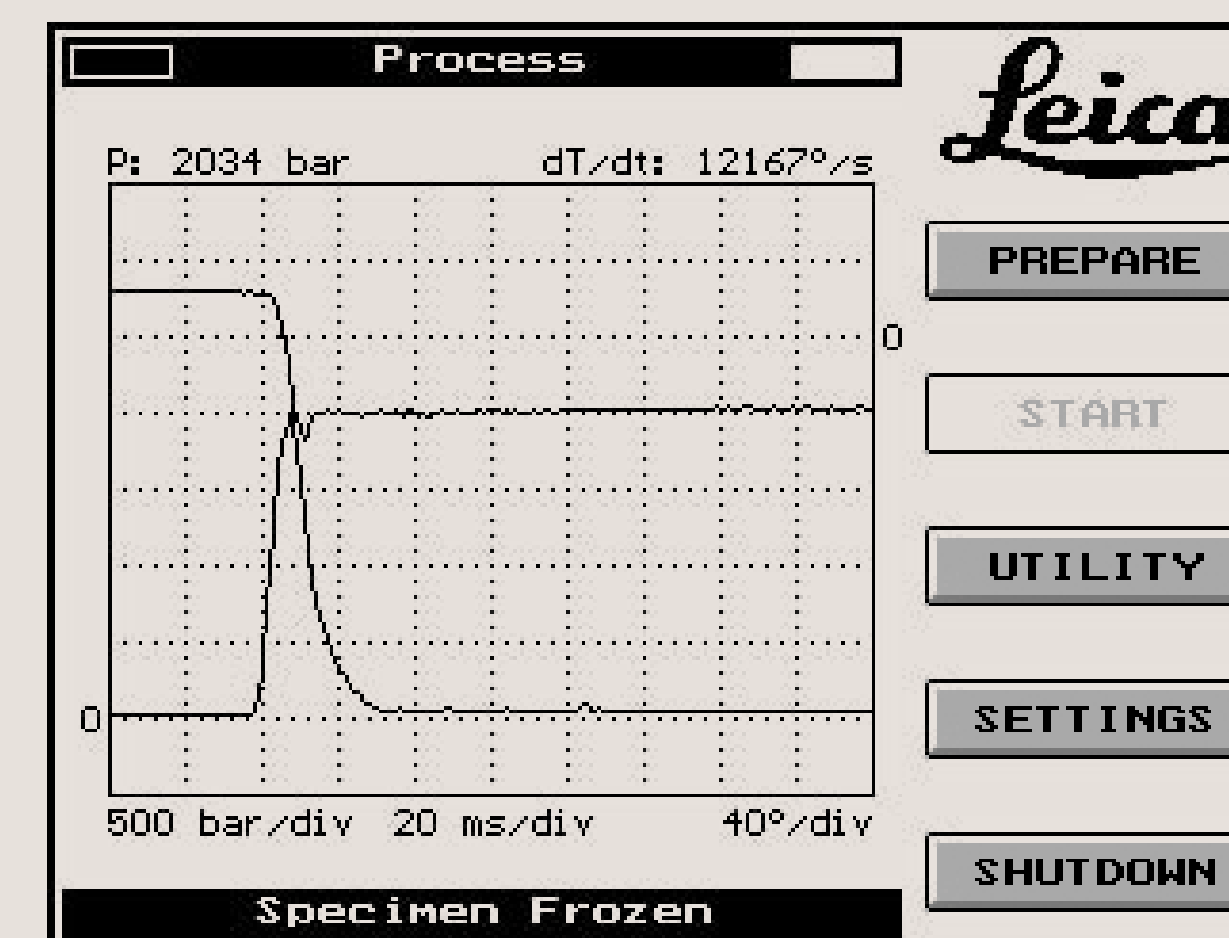 Process
Leica
P: 2034 bar
dT/dt: 12167°/s
PREPARE
0
START
UTILITY
SETTINGS
0
500 bar/div
20 ms/div
40°/div
SHUTDOWN
Specimen Frozen